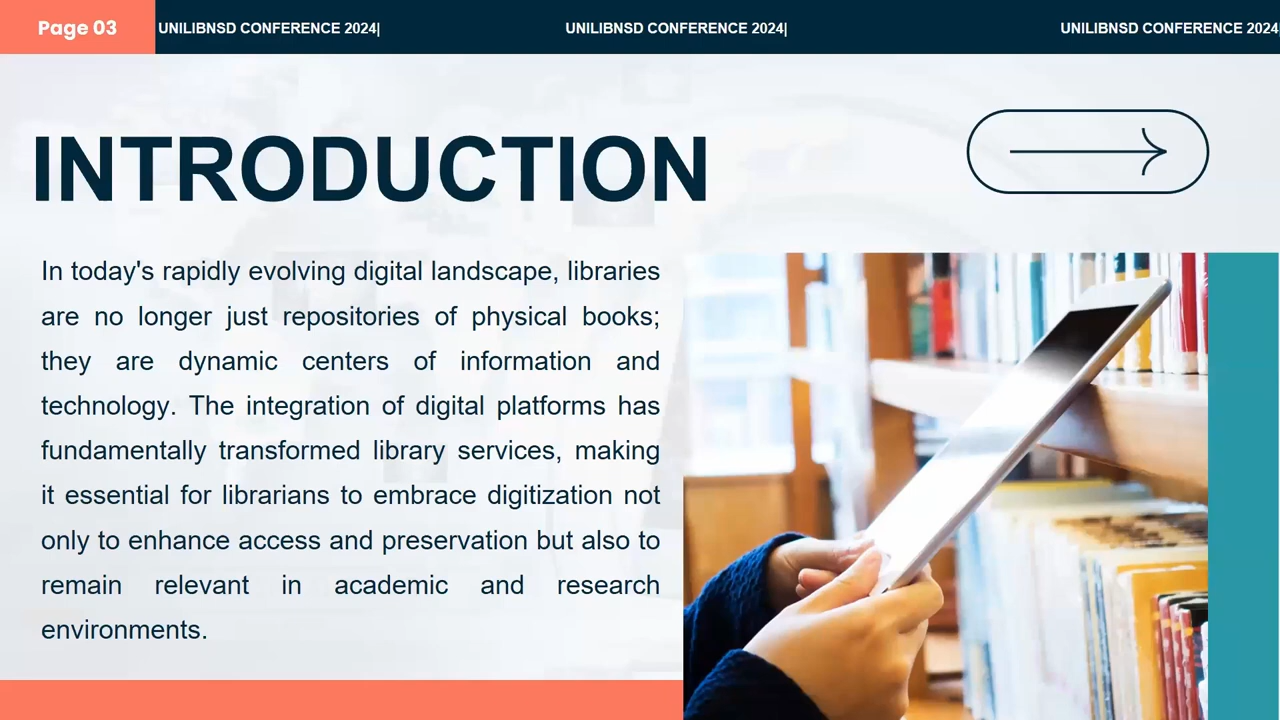 Page 03
UNILIBNSD CONFERENCE 2024|
UNILIBNSD CONFERENCE 2024|
UNILIBNSD CONFERENCE 2024
INTRODUCTION
In today's rapidly evolving digital landscape, libraries
are no longer just repositories of physical books;
they are dynamic centers of information and
technology. The integration of digital platforms has
fundamentally transformed library services, making
it essential for librarians to embrace digitization not
only to enhance access and preservation but also to
remain relevant in academic and research
environments.